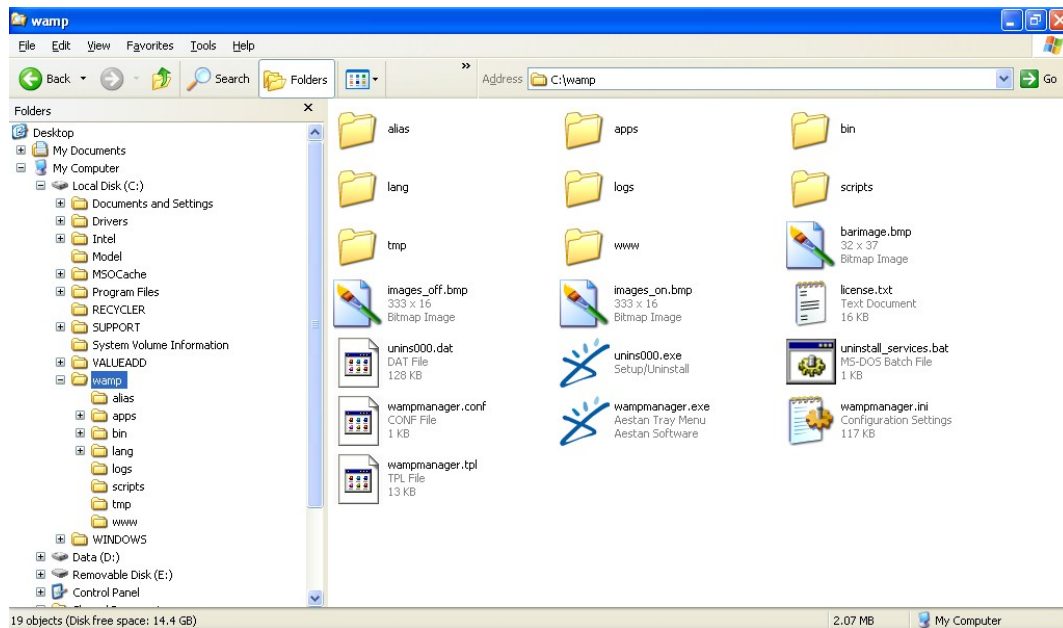 wamp
File Edit View Favorites Tools Help
Back Search Folders » Address C:\wamp Go
Folders
Desktop
My Documents
My Computer
Local Disk (C:)
Documents and Settings
Drivers
Intel
Model
MSOCache
Program Files
RECYCLER
SUPPORT
System Volume Information
VALUEADD
wamp
alias
apps
bin
lang
logs
scripts
tmp
www
WINDOWS
Data (D:)
Removable Disk (E:)
Control Panel
alias
apps
bin
lang
logs
scripts
tmp
www
barimage.bmp
32 x 37
Bitmap Image
images_off.bmp
333 x 16
Bitmap Image
images_on.bmp
333 x 16
Bitmap Image
license.txt
Text Document
16 KB
unins000.dat
DAT File
128 KB
unins000.exe
Setup/Uninstall
uninstall_services.bat
MS-DOS Batch File
1 KB
wampmanager.conf
CONF File
1 KB
wampmanager.exe
Aestan Tray Menu
Aestan Software
wampmanager.ini
Configuration Settings
117 KB
wampmanager.tpl
TPL File
13 KB
19 objects (Disk free space: 14.4 GB) 2.07 MB My Computer